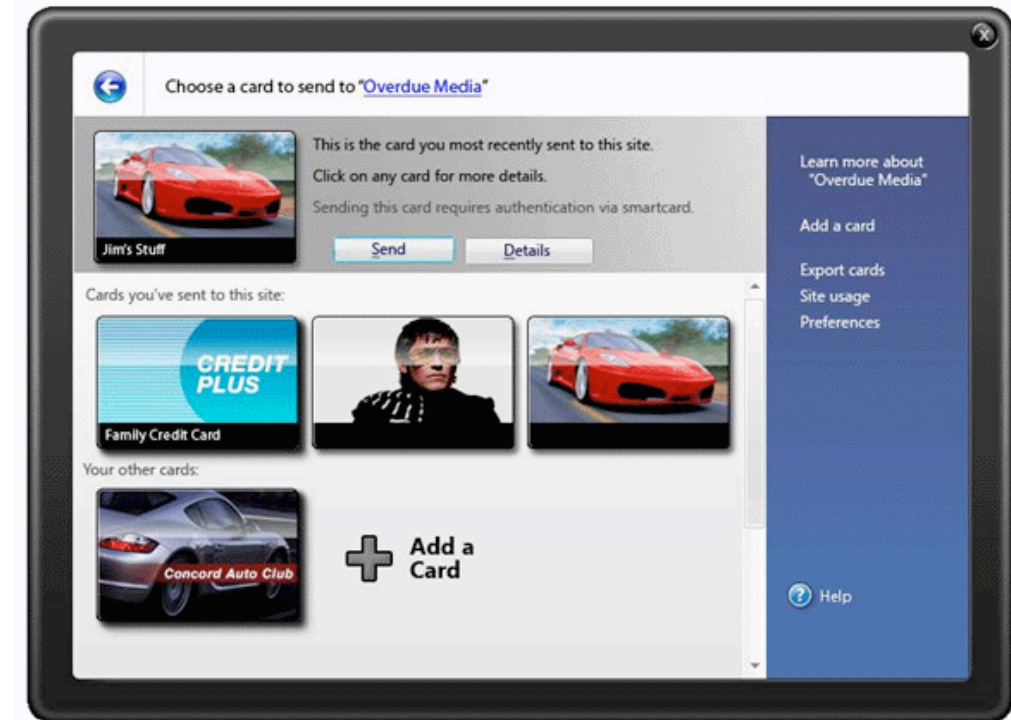 Choose a card to send to "Overdue Media"
This is the card you most recently sent to this site.
Click on any card for more details.
Sending this card requires authentication via smartcard.
Jim's Stuff
Send
Details
Learn more about
"Overdue Media"
Add a card
Export cards
Site usage
Preferences
Help
Cards you've sent to this site:
CREDIT
PLUS
Family Credit Card
Your other cards:
Concord Auto Club
Add a
Card